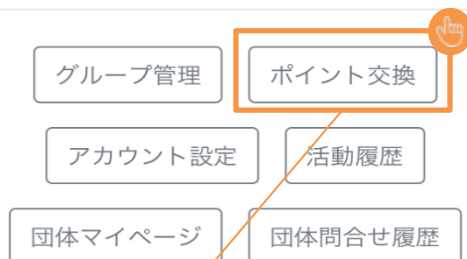 グループ管理
ポイント交換
アカウント設定
活動履歴
団体マイページ
団体問合せ履歴